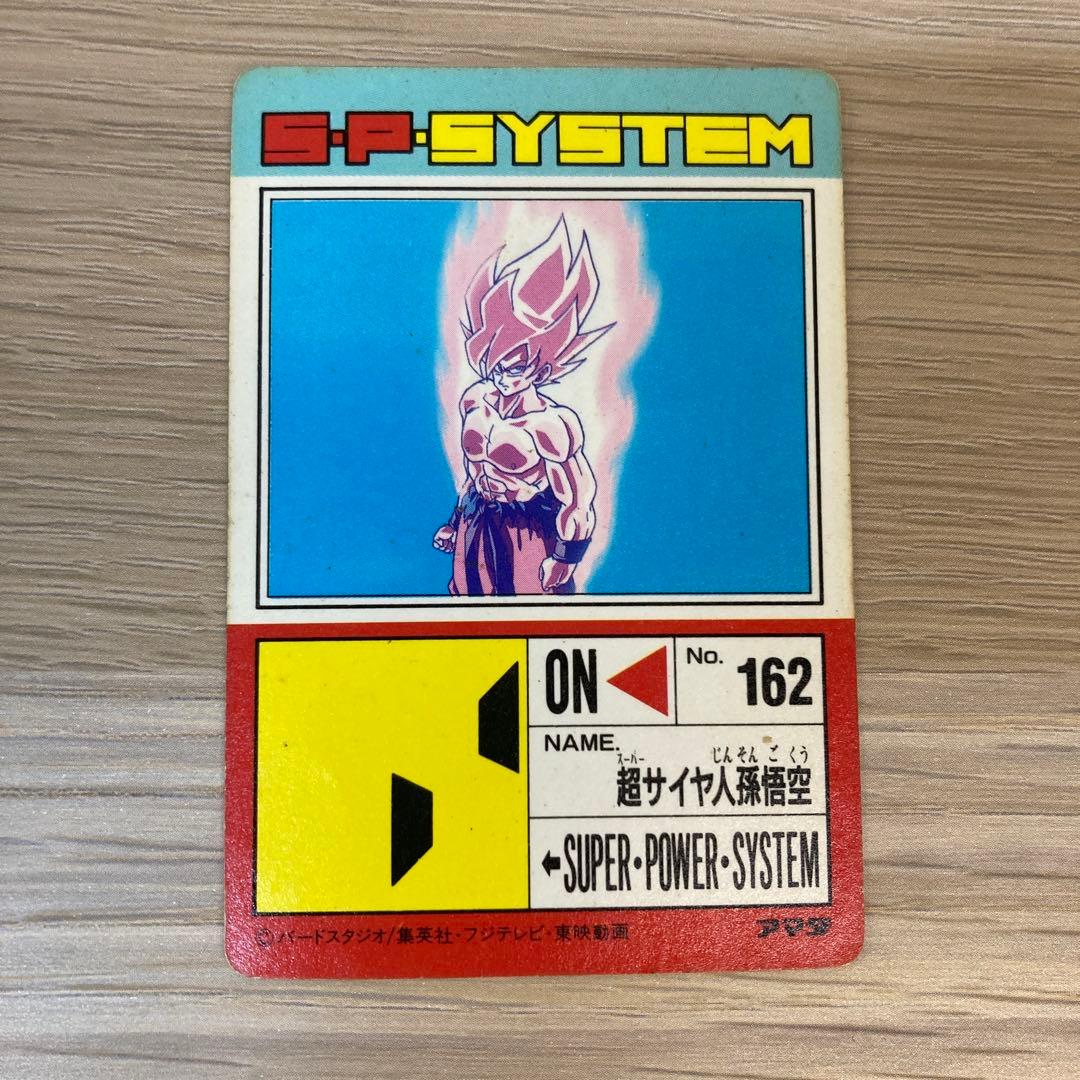 S・P・SYSTEM
ON
No. 162
NAME.
スーパー じんそんごくう
超サイヤ人孫悟空
←SUPER・POWER・SYSTEM
©バードスタジオ/集英社・フジテレビ・東映動画
アマダ